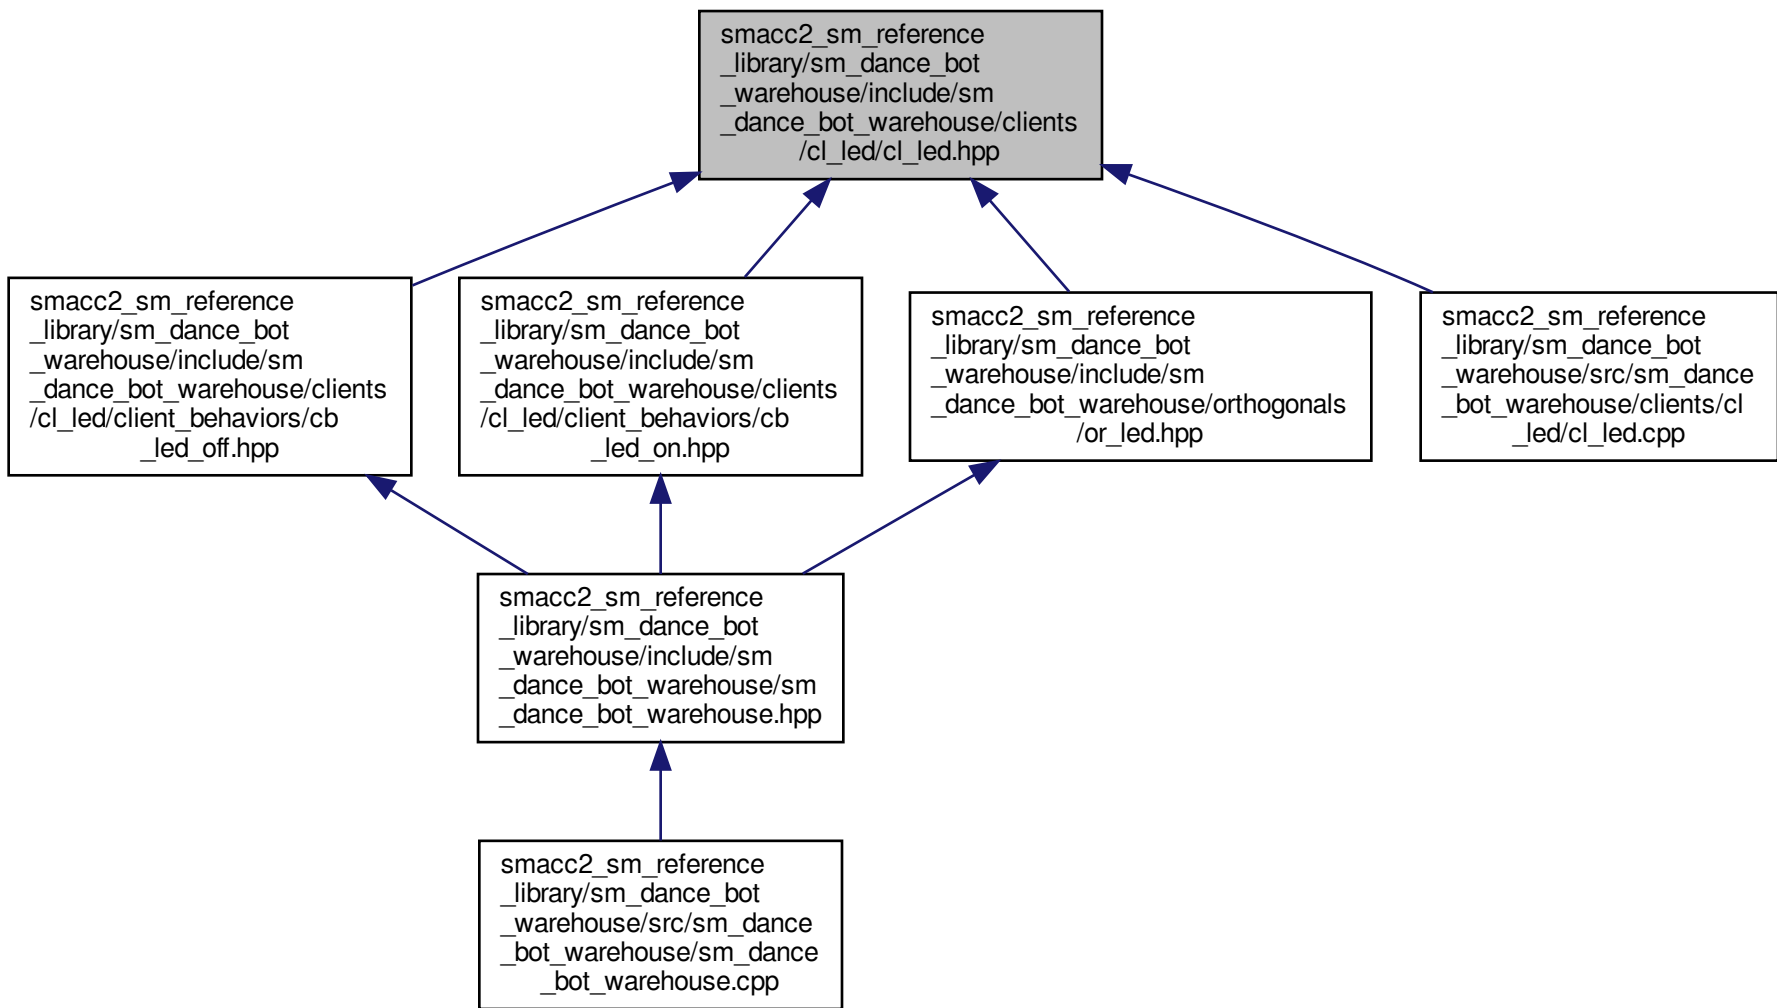 smacc2_sm_reference
_library/sm_dance_bot
_warehouse/include/sm
_dance_bot_warehouse/clients
/cl_led/cl_led.hpp
smacc2_sm_reference
_library/sm_dance_bot
_warehouse/include/sm
_dance_bot_warehouse/clients
/cl_led/client_behaviors/cb
_led_off.hpp
smacc2_sm_reference
_library/sm_dance_bot
_warehouse/include/sm
_dance_bot_warehouse/clients
/cl_led/client_behaviors/cb
_led_on.hpp
smacc2_sm_reference
_library/sm_dance_bot
_warehouse/include/sm
_dance_bot_warehouse/orthogonals
/or_led.hpp
smacc2_sm_reference
_library/sm_dance_bot
_warehouse/src/sm_dance
_bot_warehouse/clients/cl
_led/cl_led.cpp
smacc2_sm_reference
_library/sm_dance_bot
_warehouse/include/sm
_dance_bot_warehouse/sm
_dance_bot_warehouse.hpp
smacc2_sm_reference
_library/sm_dance_bot
_warehouse/src/sm_dance
_bot_warehouse/sm_dance
_bot_warehouse.cpp